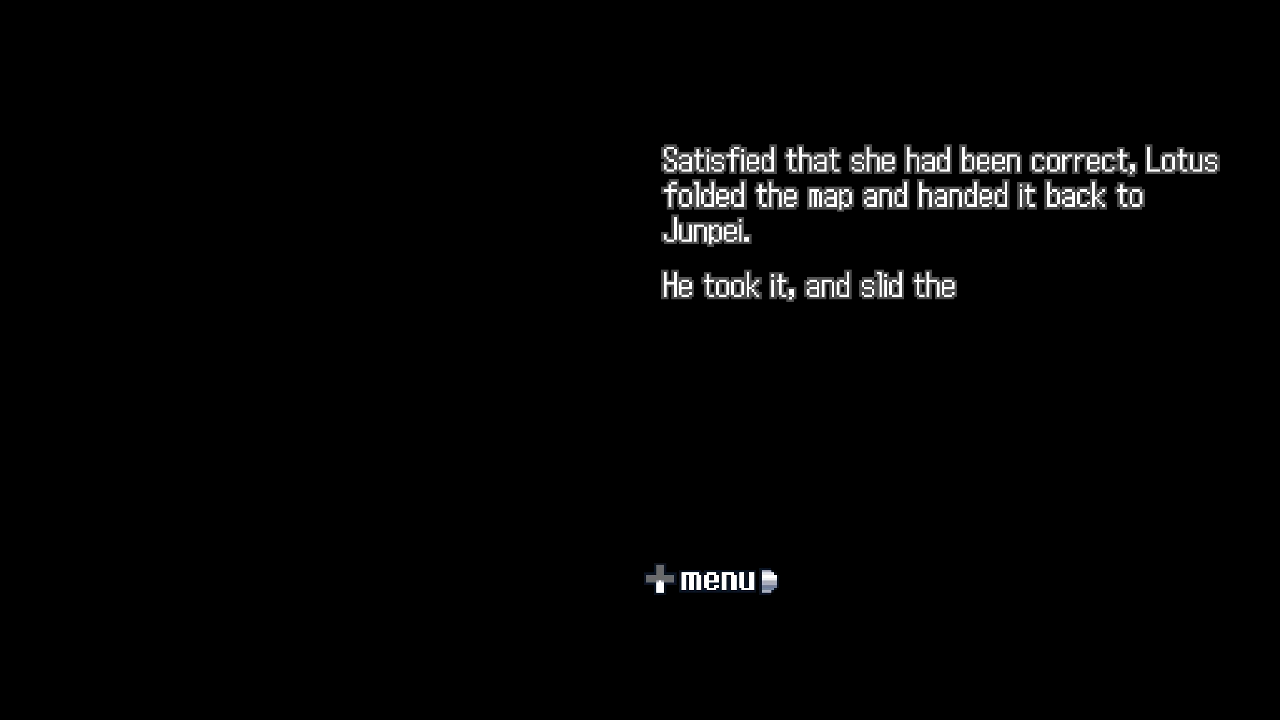 Satisfied that she had been correct, Lotus
folded the map and handed it back to
Junpei.
He took it, and slid the
menu